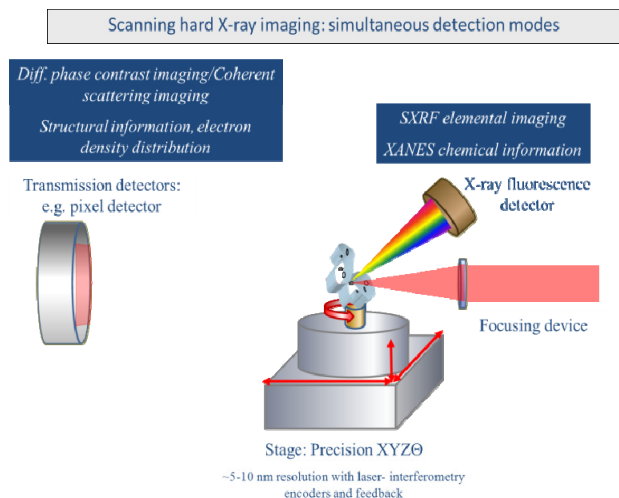 Scanning hard X-ray imaging: simultaneous detection modes
Diff. phase contrast imaging/Coherent
scattering imaging
Structural information, electron
density distribution
SXRF elemental imaging
XANES chemical information
Transmission detectors:
e.g. pixel detector
X-ray fluorescence
detector
Focusing device
Stage: Precision XYZΘ
~5-10 nm resolution with laser- interferometry
encoders and feedback